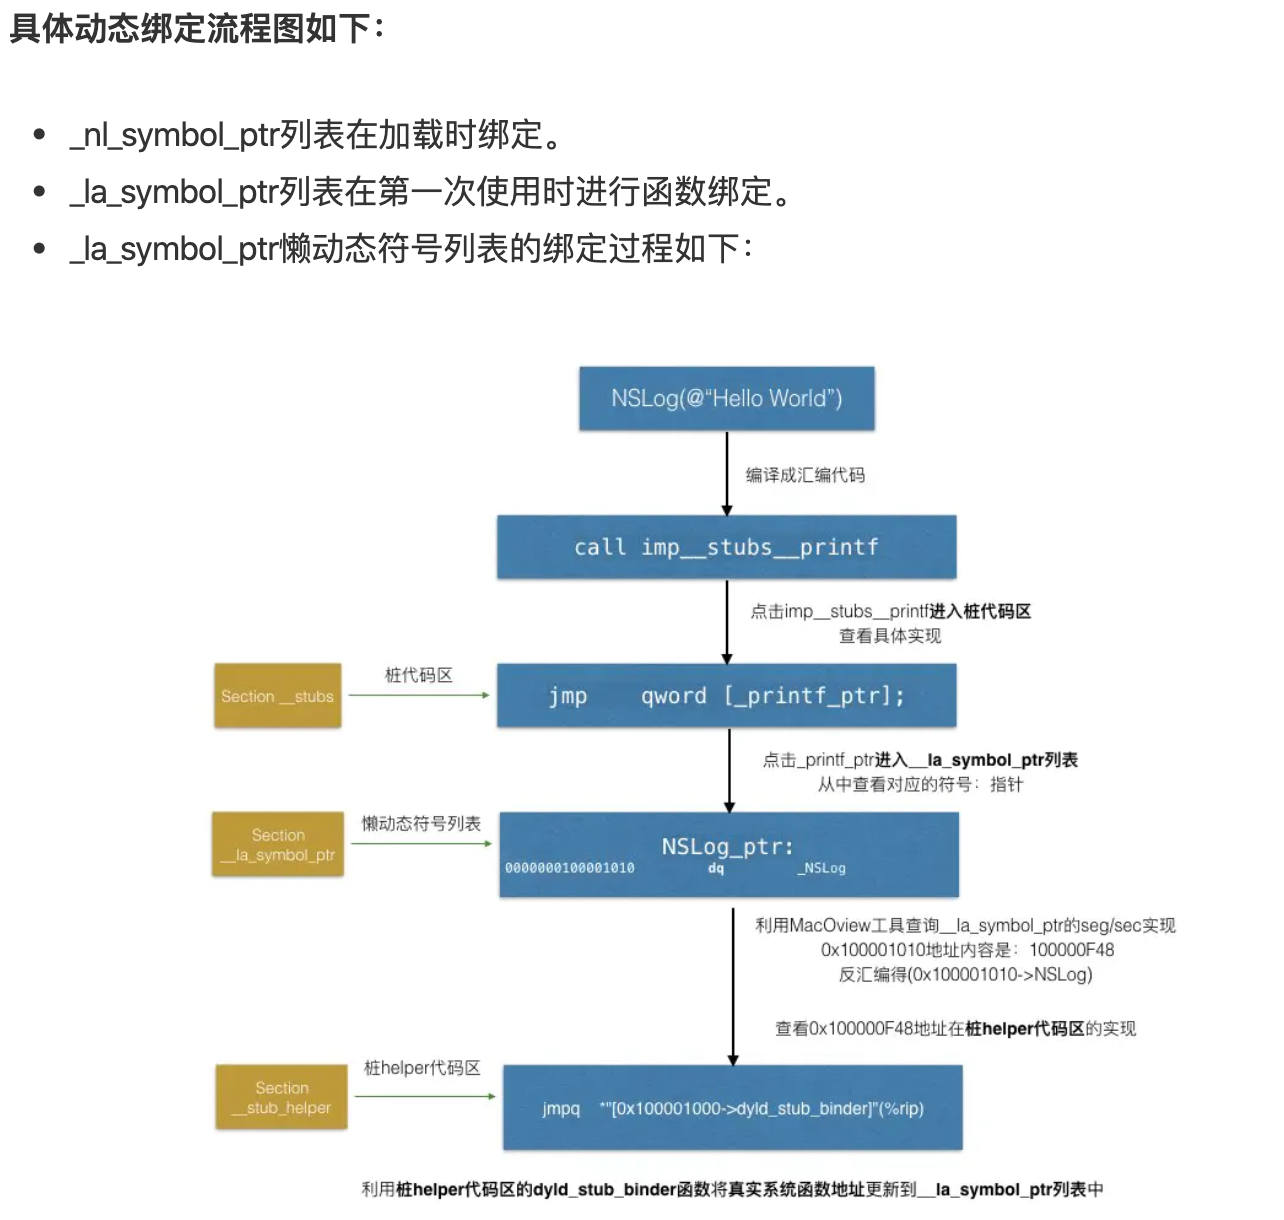 具体动态绑定流程图如下：
• _nl_symbol_ptr列表在加载时绑定。
• _la_symbol_ptr列表在第一次使用时进行函数绑定。
• _la_symbol_ptr懒动态符号列表的绑定过程如下：
NSLog(@“Hello World”)
编译成汇编代码
call imp__stubs__printf
点击imp__stubs__printf进入桩代码区
查看具体实现
Section __stubs
桩代码区
jmp qword [_printf_ptr];
点击_printf_ptr进入__la_symbol_ptr列表
从中查看对应的符号：指针
Section
__la_symbol_ptr
懒动态符号列表
NSLog_ptr:
0000000100001010 dq _NSLog
利用MacOview工具查询__la_symbol_ptr的seg/sec实现
0x100001010地址内容是：100000F48
反汇编得(0x100001010->NSLog)
查看0x100000F48地址在桩helper代码区的实现
Section
__stub_helper
桩helper代码区
jmpq *"[0x100001000->dyld_stub_binder]"(%rip)
利用桩helper代码区的dyld_stub_binder函数将真实系统函数地址更新到__la_symbol_ptr列表中